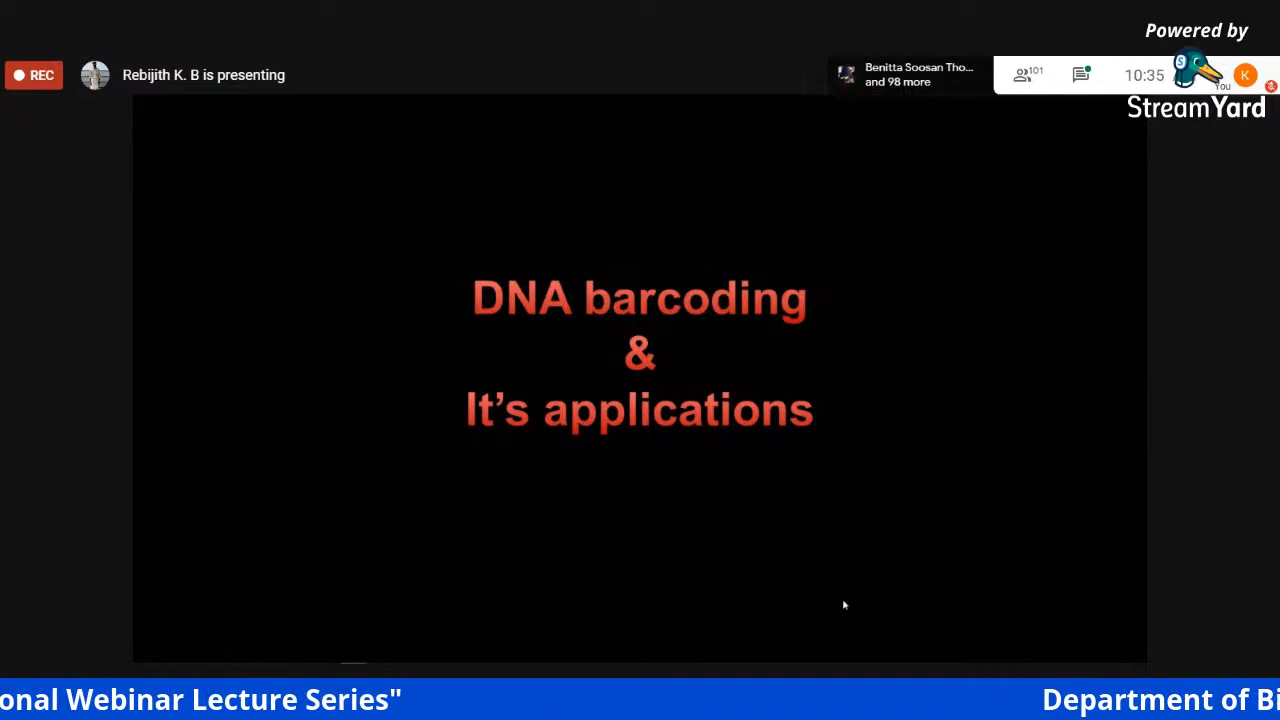 Powered by
REC
Rebijith K. B is presenting
Benitta Soosan Tho...
and 98 more
101
10:35
S
You
K
StreamYard
DNA barcoding
&
It’s applications
onal Webinar Lecture Series"
Department of Bi